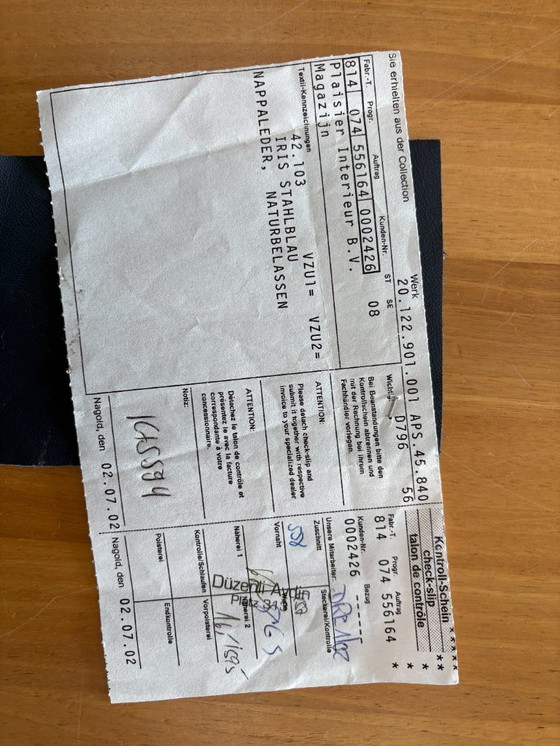 Sie erhielten aus der Collection
Werk
20.122.901.001 APS.45.840
D796 56
Fabr.-T. Progr. Auftrag Kunden-Nr. ST SE
814 074 556164 0002426 08
Plaisier Interieur B.V.
Magazijn
Textil-Kennzeichnungen
VZU1= VZU2=
42.103
IRIS STAHLBLAU
NAPPALEDER, NATURBELASSEN
Bei Beanstandungen bitte den
Kontrollschein abtrennen und
mit der Rechnung bei Ihrem
Fachhändler vorlegen.
ATTENTION:
Please detach check-slip and
submit it together with respective
invoice to your specialized dealer
ATTENTION:
Détachez le talon de contrôle et
présentez le avec la facture
correspondante à votre
concessionnaire.
Notiz:
Nagold, den 02.07.02
Kontroll-Schein
check-slip
talon de contrôle
Fabr.-T. Progr. Auftrag
814 074 556164
Kunden-Nr. Bezug
0002426 ------
Unsere Mitarbeiter:
Zuschnitt Steckerei/Kontrolle
Vornäht
Näherei 1 Näherei 2
Düzenli Aydin
Kontrolle/Schlaufen Vorpolsterei
Polsterei Endkontrolle
Nagold, den 02.07.02